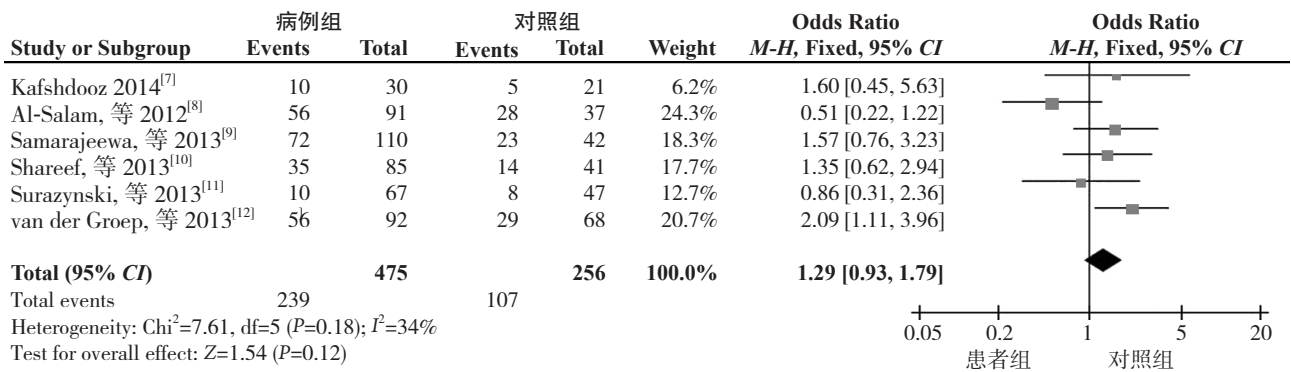 病例组 对照组 Odds Ratio Odds Ratio
Study or Subgroup Events Total Events Total Weight M-H, Fixed, 95% CI M-H, Fixed, 95% CI
Kafshdooz 2014[7] 10 30 5 21 6.2% 1.60 [0.45, 5.63]
Al-Salam, 等 2012[8] 56 91 28 37 24.3% 0.51 [0.22, 1.22]
Samarajeewa, 等 2013[9] 72 110 23 42 18.3% 1.57 [0.76, 3.23]
Shareef, 等 2013[10] 35 85 14 41 17.7% 1.35 [0.62, 2.94]
Surazynski, 等 2013[11] 10 67 8 47 12.7% 0.86 [0.31, 2.36]
van der Groep, 等 2013[12] 56 92 29 68 20.7% 2.09 [1.11, 3.96]
Total (95% CI) 475 256 100.0% 1.29 [0.93, 1.79]
Total events 239 107
Heterogeneity: Chi²=7.61, df=5 (P=0.18); I²=34%
Test for overall effect: Z=1.54 (P=0.12)
0.05 0.2 1 5 20
患者组 对照组